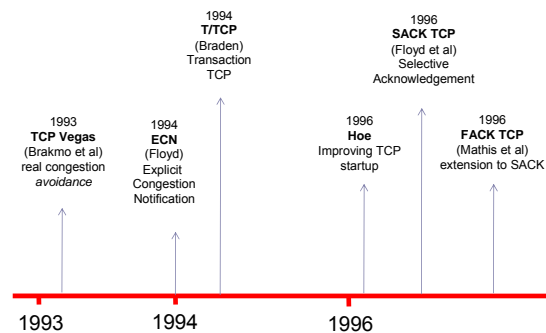 1993
TCP Vegas
(Brakmo et al)
real congestion
avoidance
1994
ECN
(Floyd)
Explicit
Congestion
Notification
1994
T/TCP
(Braden)
Transaction
TCP
1996
Hoe
Improving TCP
startup
1996
SACK TCP
(Floyd et al)
Selective
Acknowledgement
1996
FACK TCP
(Mathis et al)
extension to SACK
1993
1994
1996